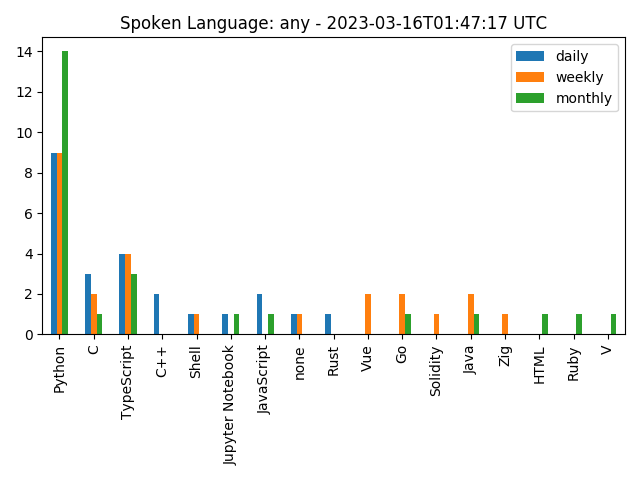 Spoken Language: any - 2023-03-16T01:47:17 UTC
daily
weekly
monthly
14
12
10
8
6
4
2
0
Python
C
TypeScript
C++
Shell
Jupyter Notebook
JavaScript
none
Rust
Vue
Go
Solidity
Java
Zig
HTML
Ruby
V